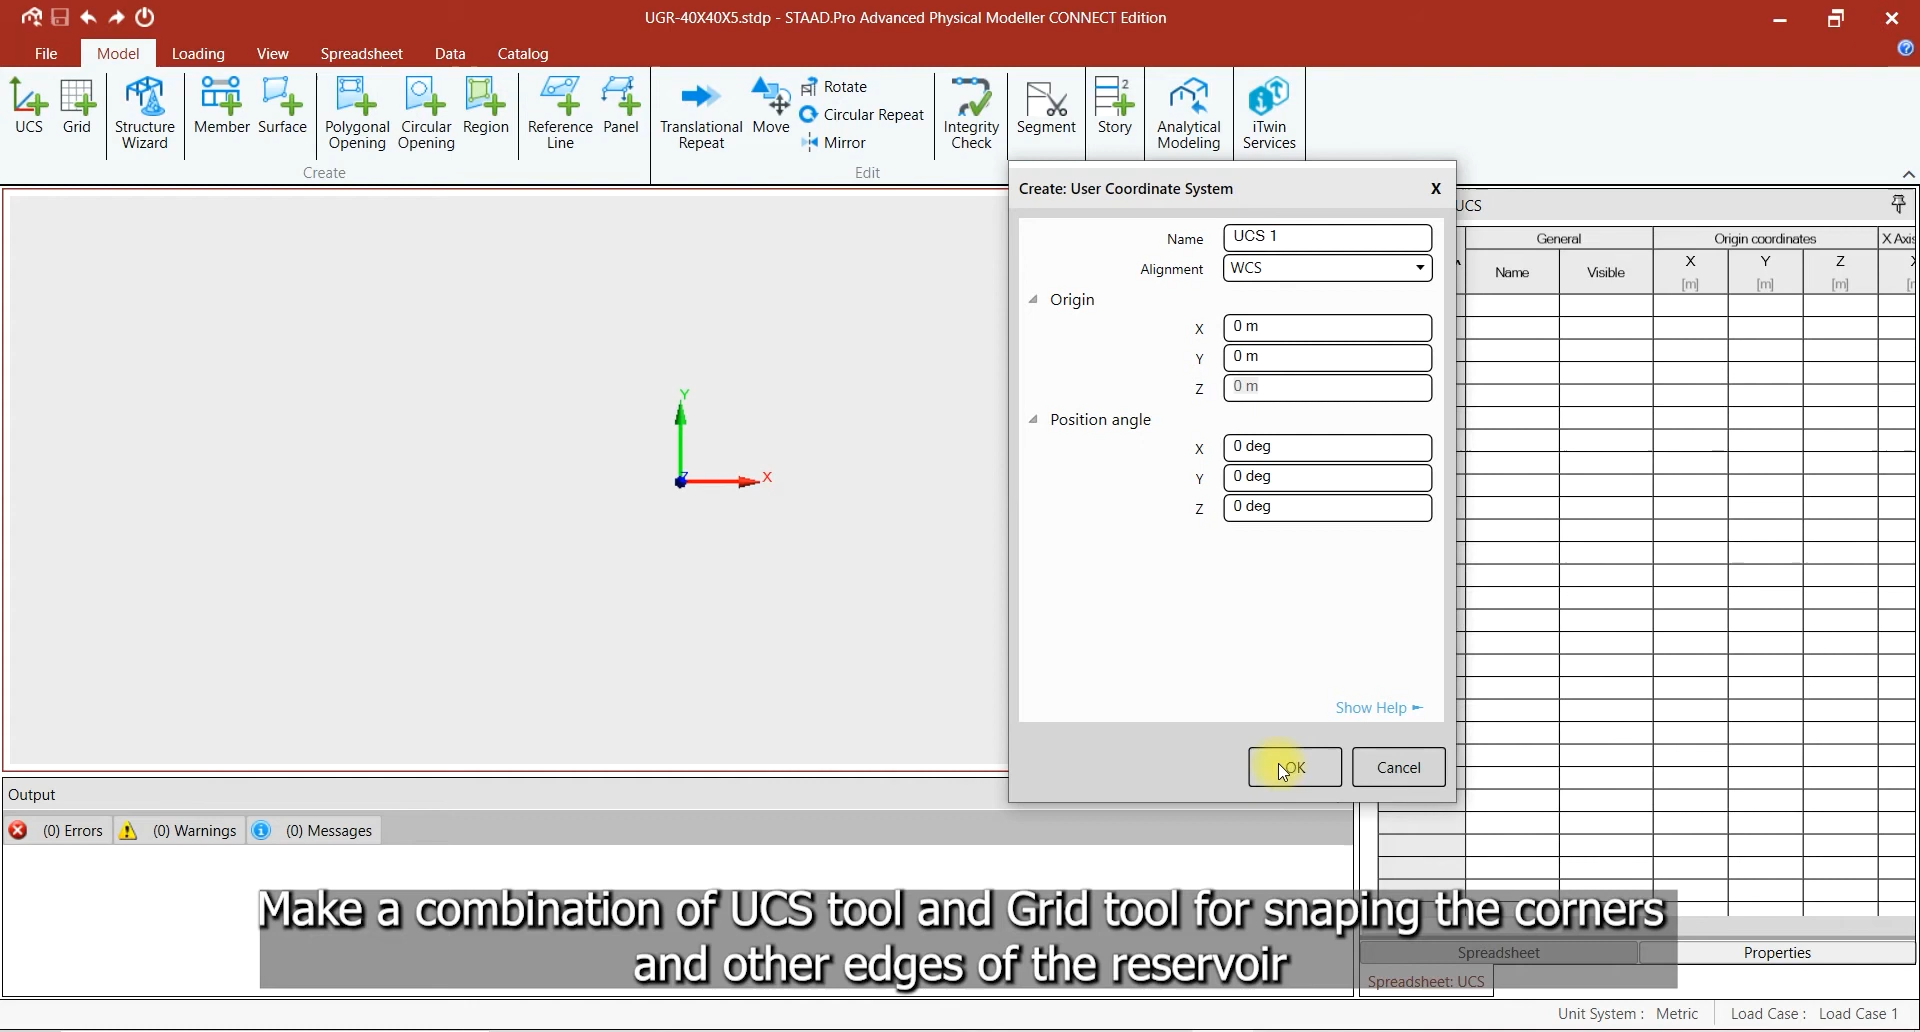 UGR-40X40X5.stdp - STAAD.Pro Advanced Physical Modeller CONNECT Edition
File Model Loading View Spreadsheet Data Catalog
UCS Grid Structure Wizard Member Surface Polygonal Opening Circular Opening Region Reference Line Panel
Translational Repeat Move Rotate Circular Repeat Mirror Integrity Check Segment Story Analytical Modeling iTwin Services
Create Edit
Create: User Coordinate System X
Name UCS 1
Alignment WCS
Origin
X 0 m
Y 0 m
Z 0 m
Position angle
X 0 deg
Y 0 deg
Z 0 deg
Show Help
OK Cancel
UCS
General Origin coordinates X Axis
Name Visible X Y Z
[m] [m] [m]
Y
Z X
Output
(0) Errors (0) Warnings (0) Messages
Make a combination of UCS tool and Grid tool for snaping the corners
and other edges of the reservoir
Spreadsheet Properties
Spreadsheet: UCS
Unit System : Metric Load Case : Load Case 1